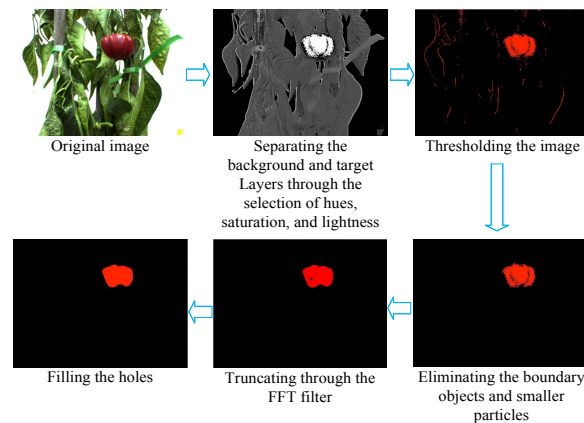 Original image
Separating the
background and target
Layers through the
selection of hues,
saturation, and lightness
Thresholding the image
Filling the holes
Truncating through the
FFT filter
Eliminating the boundary
objects and smaller
particles